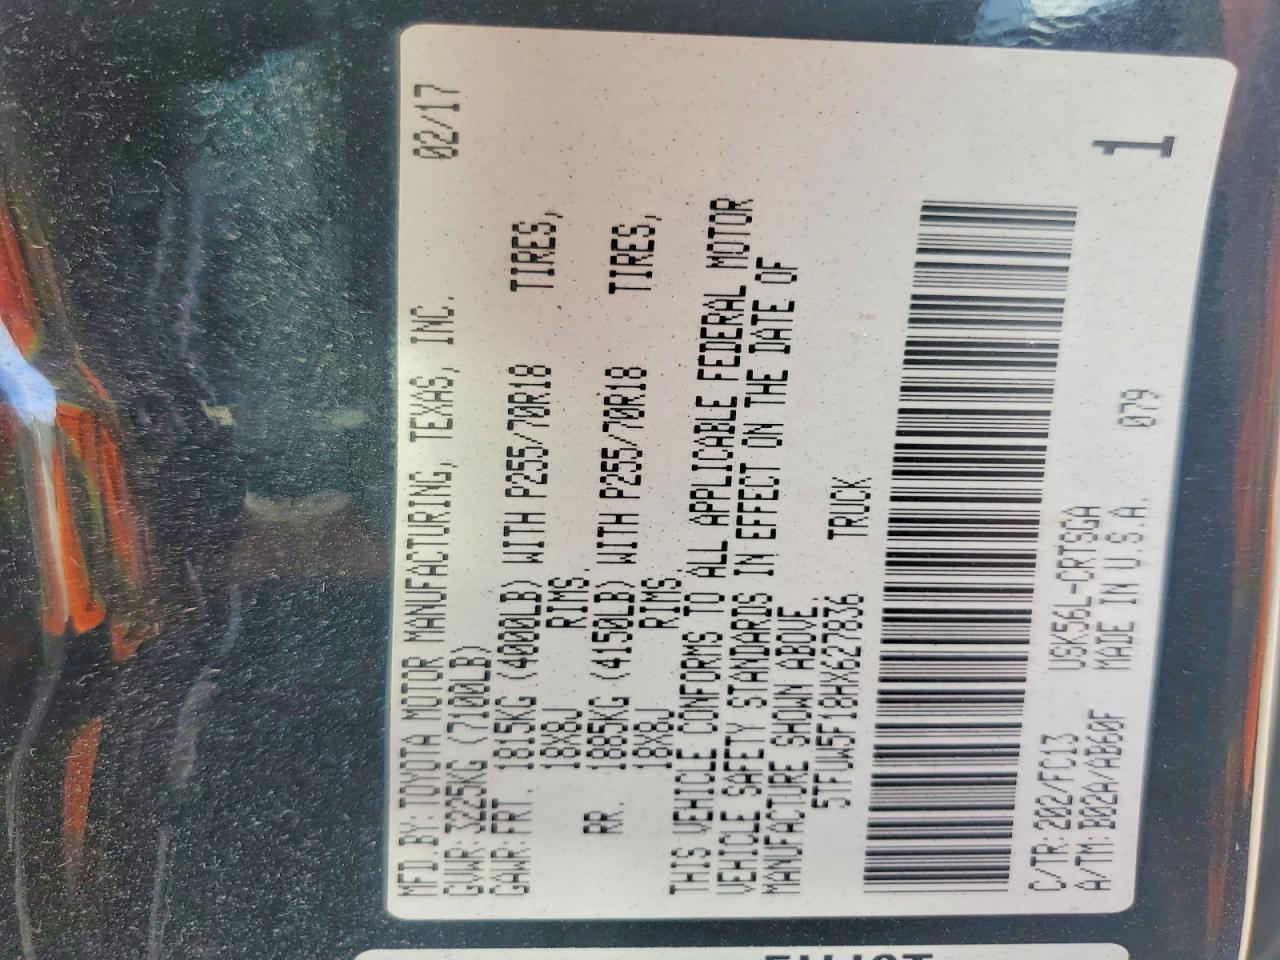 MFD BY: TOYOTA MOTOR MANUFACTURING, TEXAS, INC. 02/17
GVWR: 3225KG (7100LB)
GAWR: FRT. 1815KG (4000LB) WITH P255/70R18 TIRES,
18X8J RIMS,
RR. 1885KG (4150LB) WITH P255/70R18 TIRES,
18X8J RIMS,
THIS VEHICLE CONFORMS TO ALL APPLICABLE FEDERAL MOTOR
VEHICLE SAFETY STANDARDS IN EFFECT ON THE DATE OF
MANUFACTURE SHOWN ABOVE.
5TFUW5F18HX627836 TRUCK
C/TR: 202/FC13 USK56L-CRTSGA
A/TM: B02A/AB60F MADE IN U.S.A. 079
1